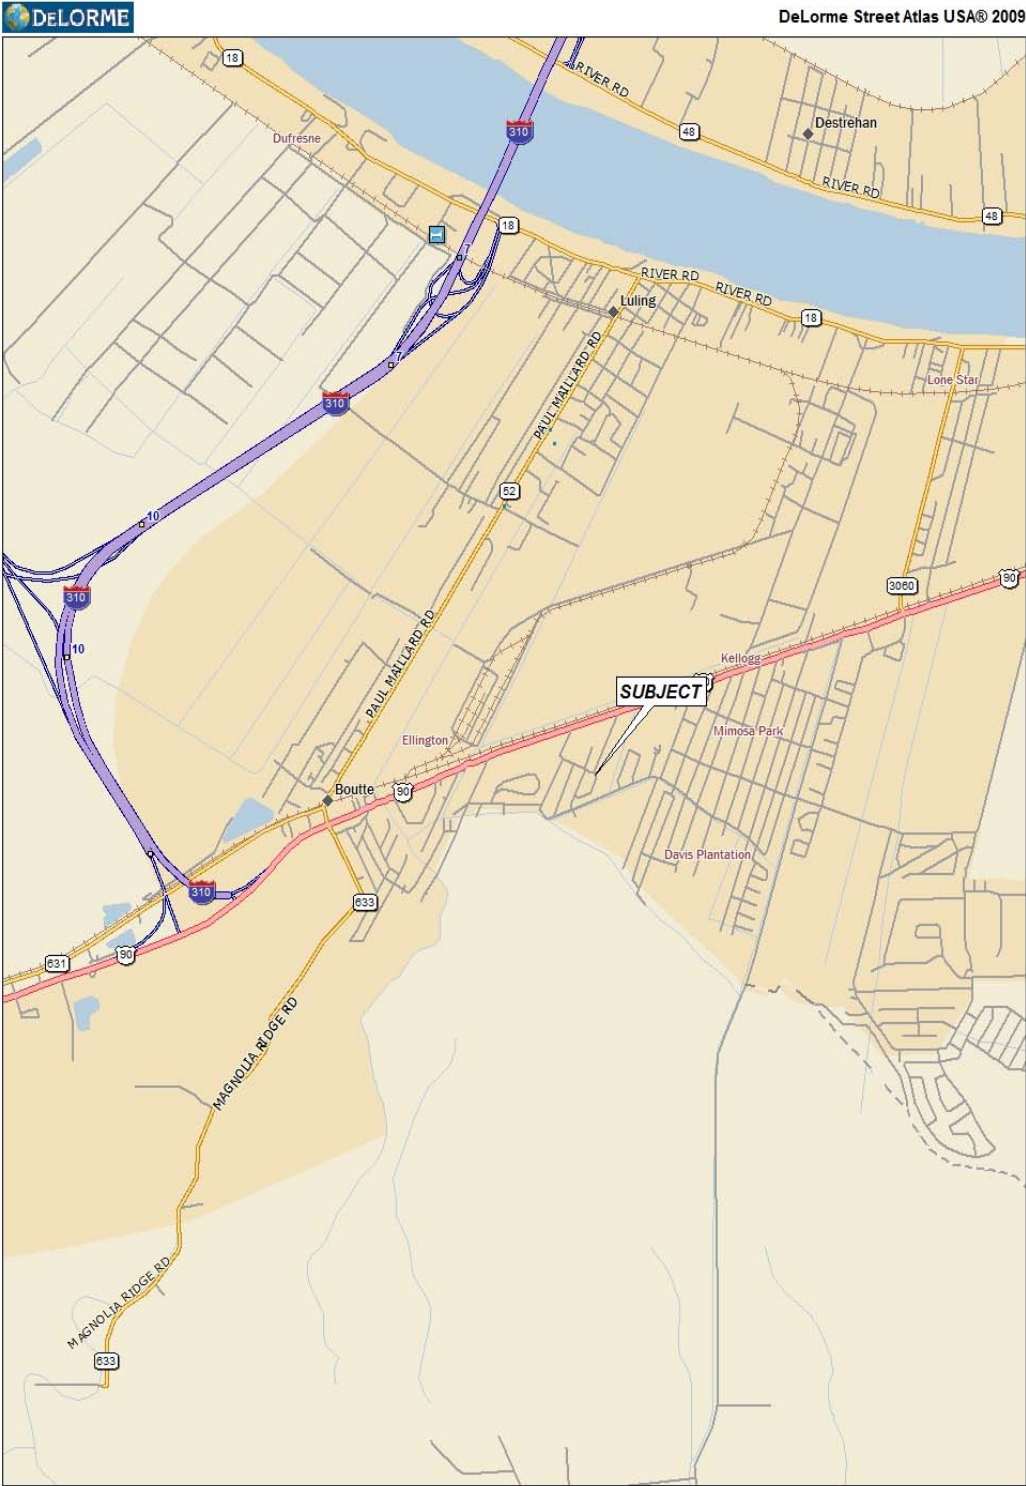 DELORME
DeLorme Street Atlas USA® 2009
18
RIVER RD
310
48
Destrehan
Dufresne
RIVER RD
48
18
7
RIVER RD
Luling
RIVER RD
18
7
PAUL MAILLARD RD
Lone Star
310
52
10
310
3060
90
10
PAUL MAILLARD RD
Kellogg
SUBJECT
Mimosa Park
Ellington
Boutte
90
Davis Plantation
310
633
631
90
MAGNOLIA RIDGE RD
MAGNOLIA RIDGE RD
633